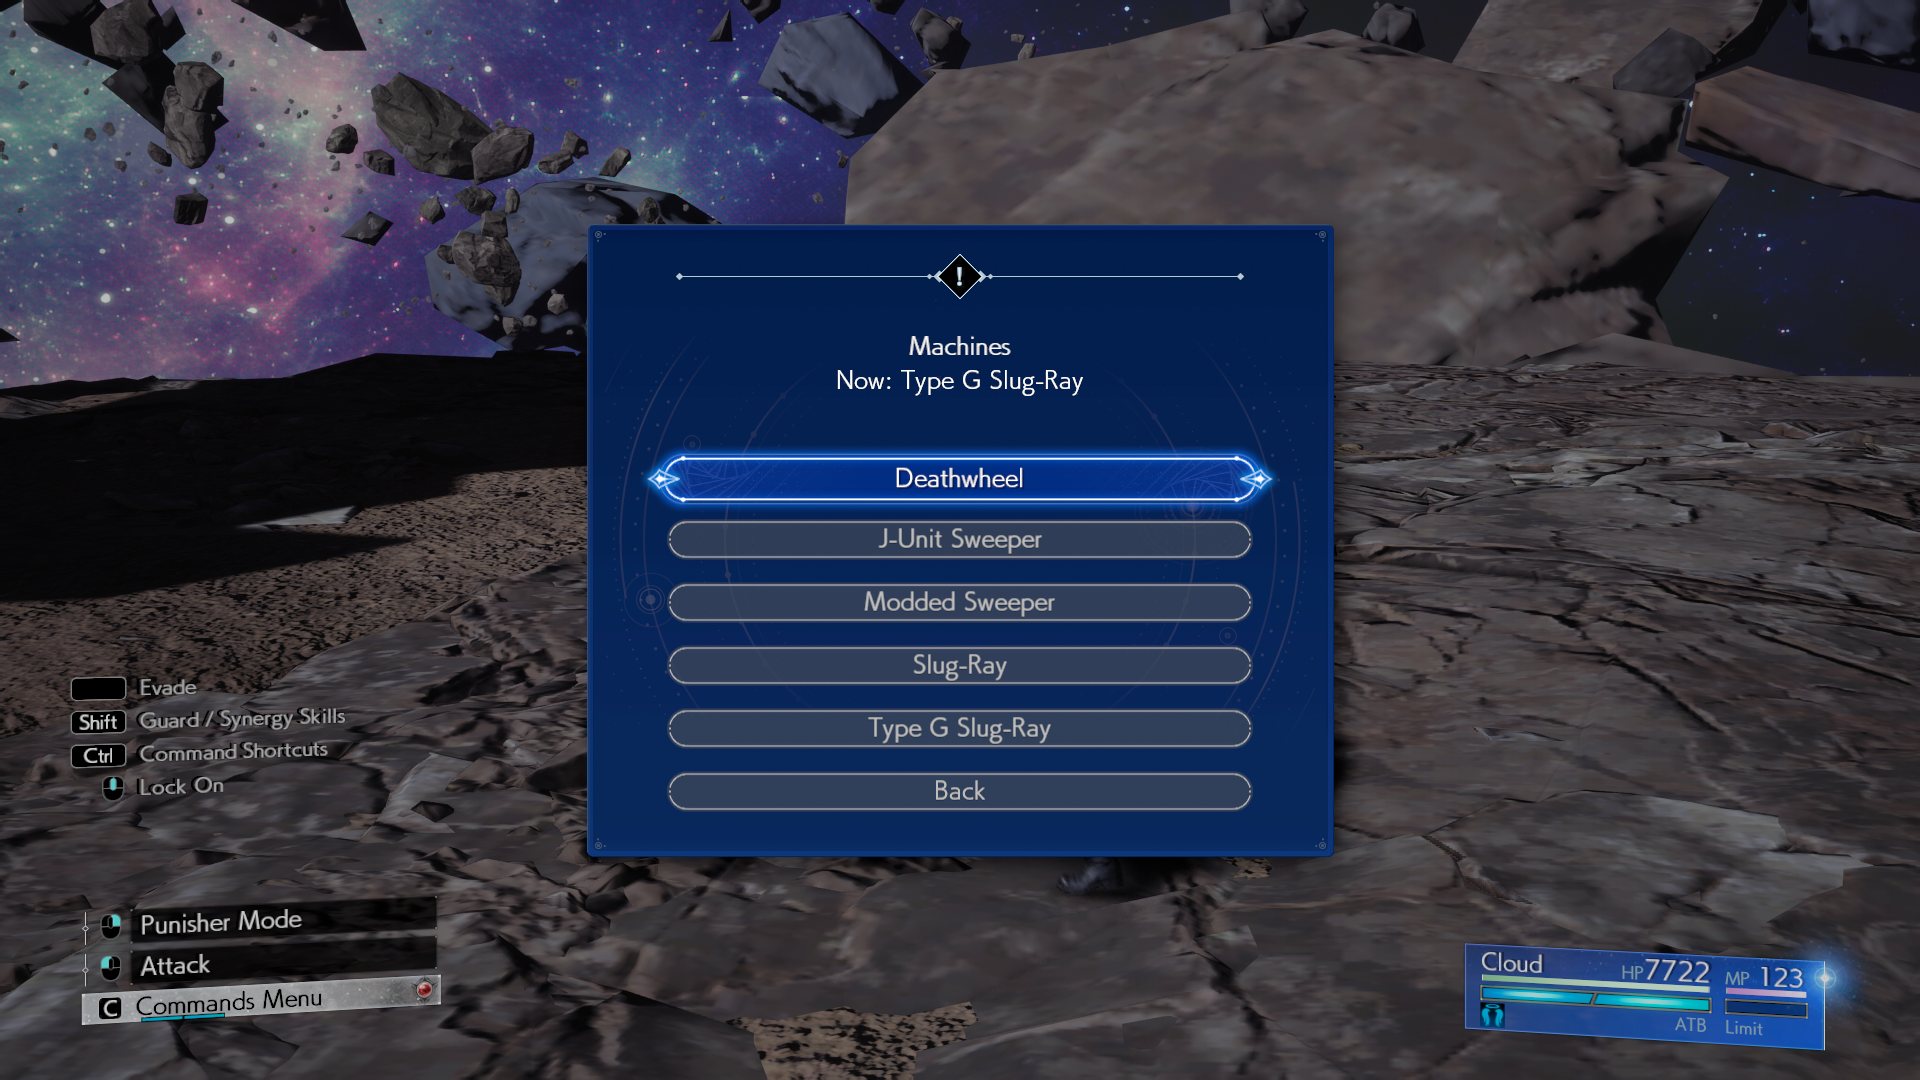 !
Machines
Now: Type G Slug-Ray
Deathwheel
J-Unit Sweeper
Modded Sweeper
Slug-Ray
Type G Slug-Ray
Back
Evade
Shift Guard / Synergy Skills
Ctrl Command Shortcuts
Lock On
Punisher Mode
Attack
C Commands Menu
Cloud HP 7722 MP 123
ATB Limit